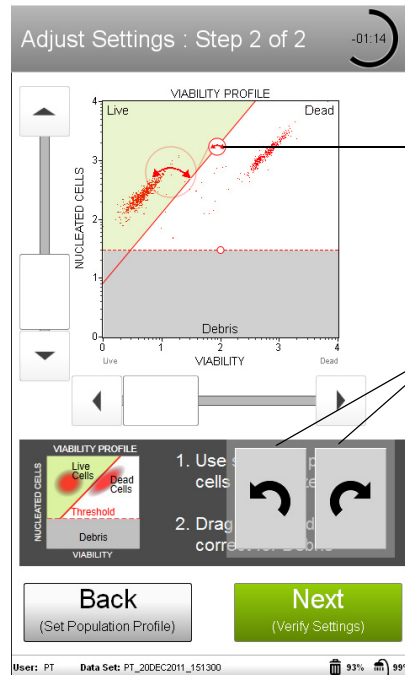 Adjust Settings : Step 2 of 2
-01:14
VIABILITY PROFILE
Live
Dead
NUCLEATED CELLS
4
3
2
1
0
Debris
0 1 2 3 4
Live
VIABILITY
Dead
VIABILITY PROFILE
NUCLEATED CELLS
Live Cells
Dead Cells
Threshold
Debris
VIABILITY
1. Use
cells
2. Drag
correct for Debris
Back
(Set Population Profile)
Next
(Verify Settings)
User: PT Data Set: PT_20DEC2011_151300 93% 99%